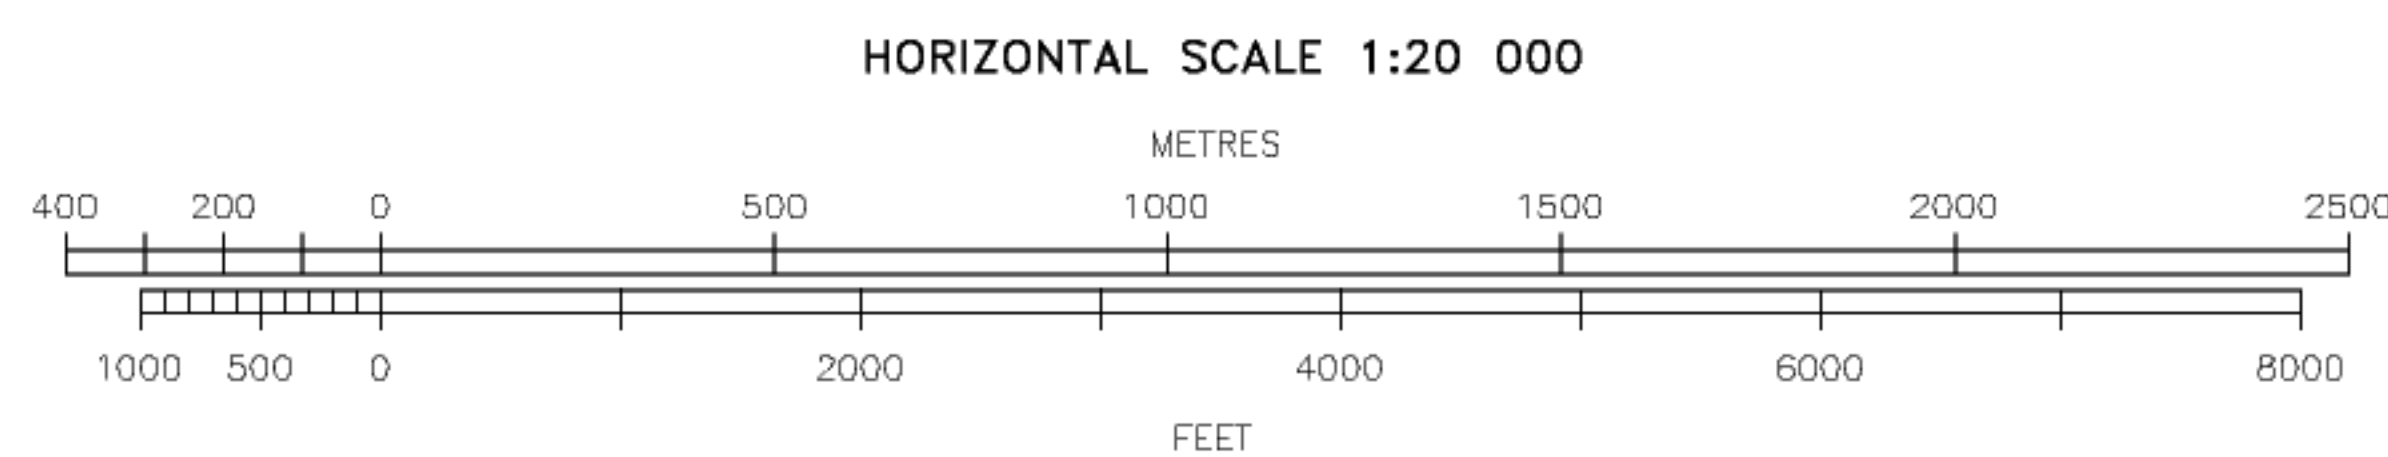 HORIZONTAL SCALE 1:20 000
METRES
400 200 0 500 1000 1500 2000 2500
1000 500 0 2000 4000 6000 8000
FEET